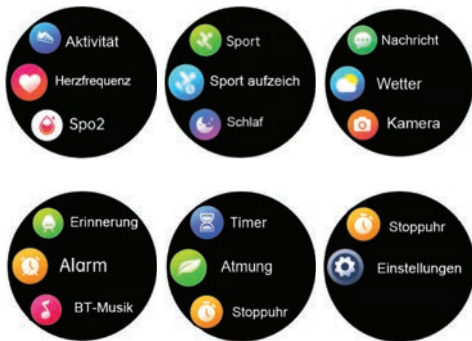 Aktivität
Herzfrequenz
Spo2
Sport
Sport aufzeich
Schlaf
Nachricht
Wetter
Kamera
Erinnerung
Alarm
BT-Musik
Timer
Atmung
Stoppuhr
Stoppuhr
Einstellungen